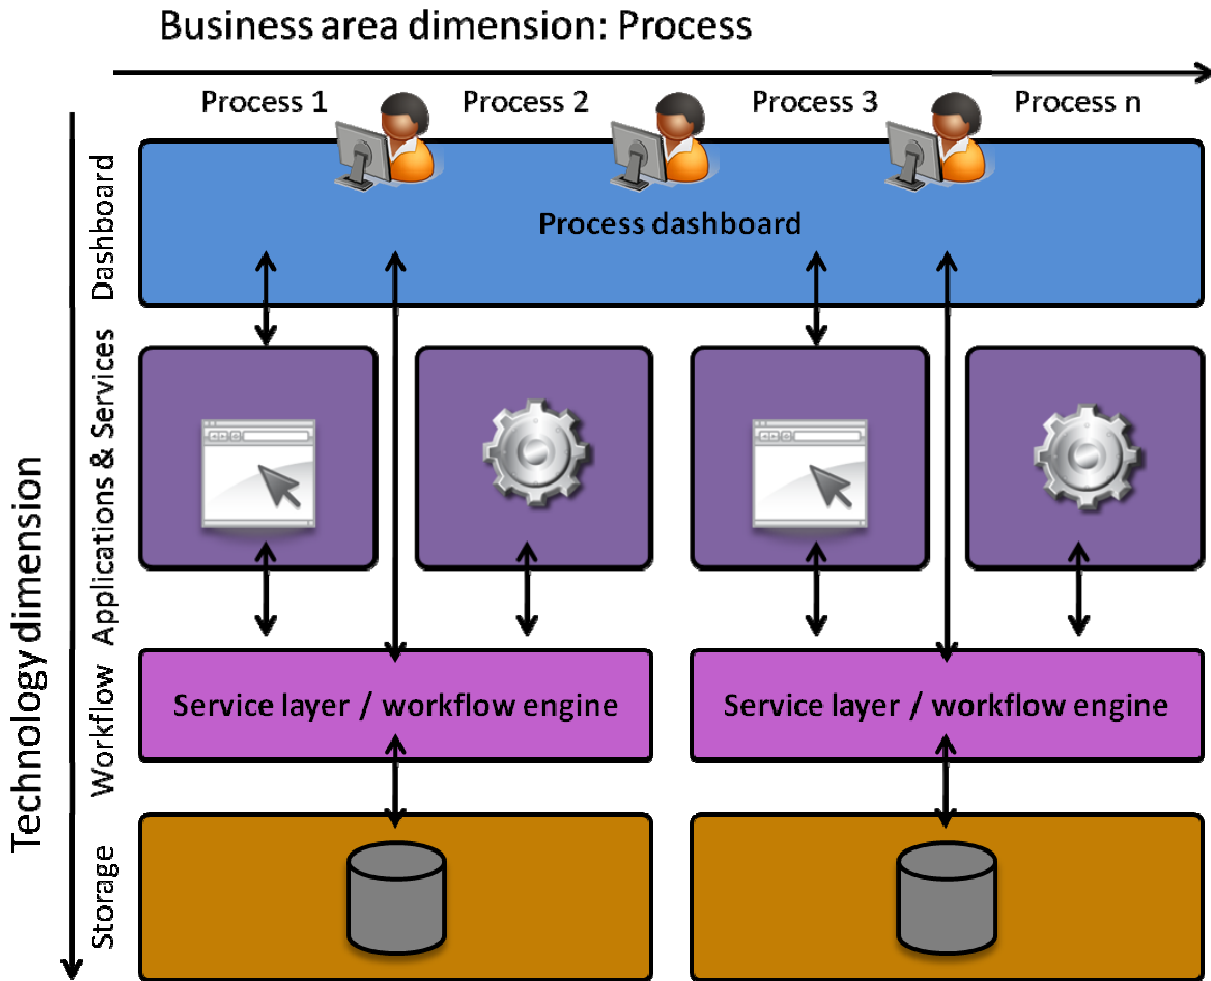 Business area dimension: Process
Process 1
Process 2
Process 3
Process n
Technology dimension
Dashboard
Process dashboard
Applications & Services
Workflow
Service layer / workflow engine
Service layer / workflow engine
Storage